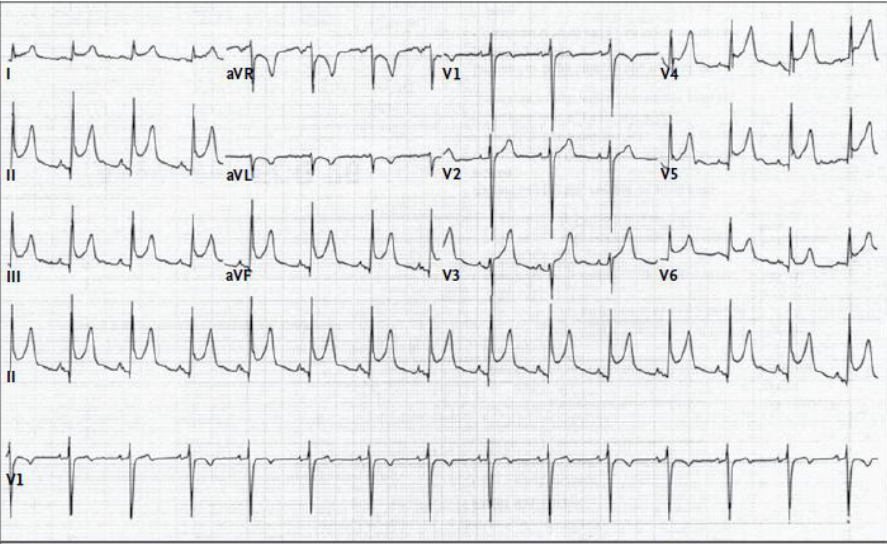 I aVR V1 V4
II aVL V2 V5
III aVF V3 V6
II
V1